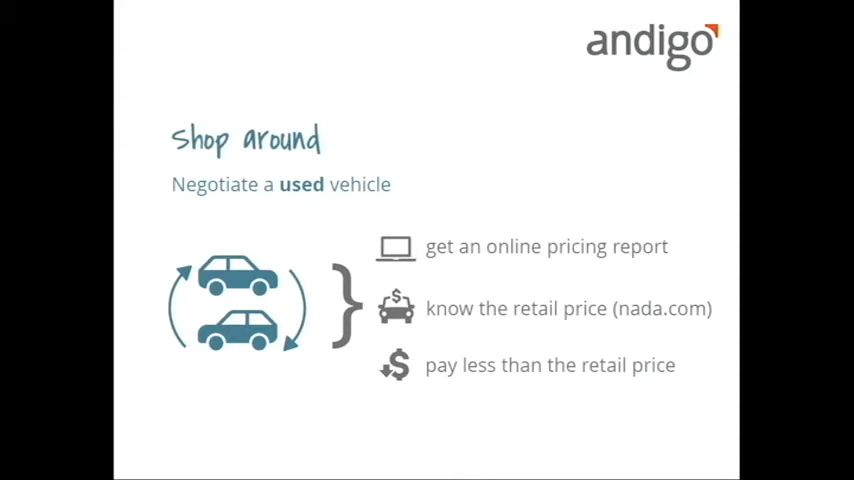 andigo
Shop around
Negotiate a used vehicle
get an online pricing report
$
know the retail price (nada.com)
$
pay less than the retail price